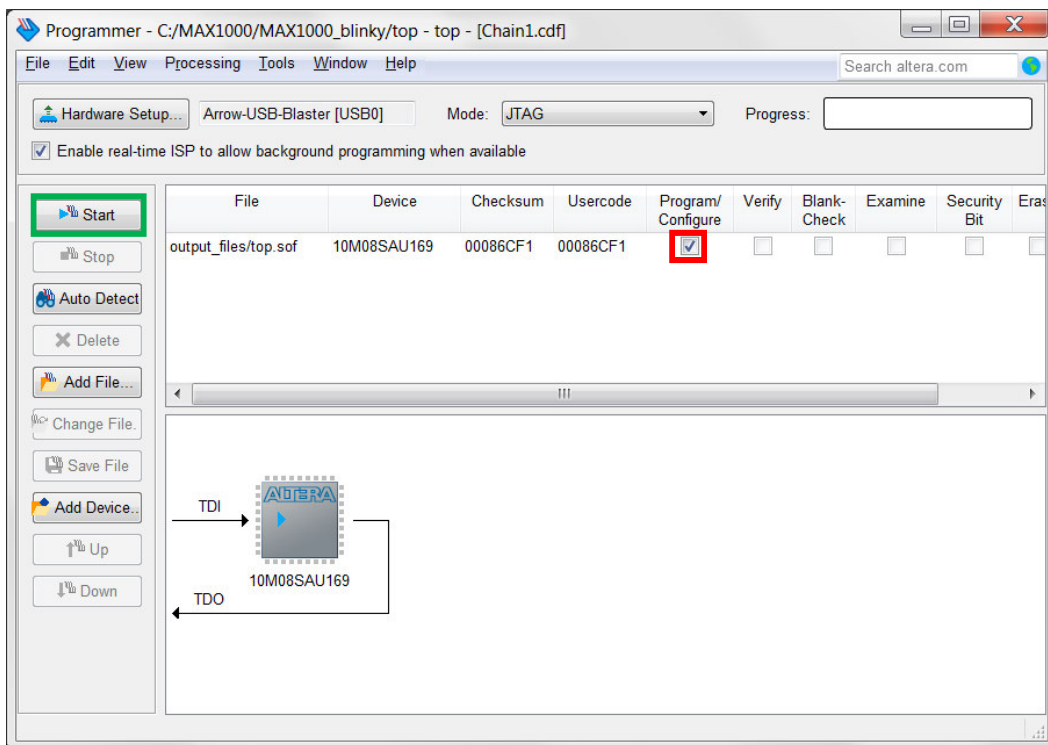 Programmer - C:/MAX1000/MAX1000_blinky/top - top - [Chain1.cdf]
File Edit View Processing Tools Window Help Search altera.com
Hardware Setup... Arrow-USB-Blaster [USB0] Mode: JTAG Progress:
Enable real-time ISP to allow background programming when available
Start
Stop
Auto Detect
Delete
Add File...
Change File.
Save File
Add Device..
Up
Down
File Device Checksum Usercode Program/ Verify Blank- Examine Security Eras
Configure Check Bit
output_files/top.sof 10M08SAU169 00086CF1 00086CF1
ALTERA
TDI
10M08SAU169
TDO